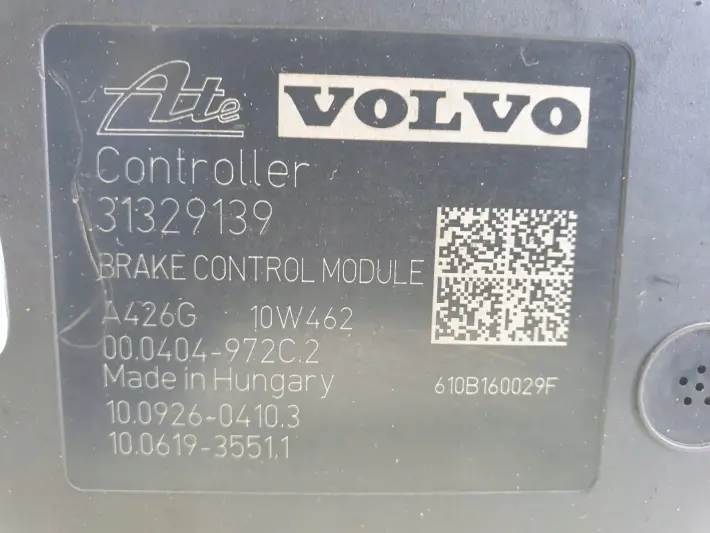 Ate VOLVO
Controller
31329139
BRAKE CONTROL MODULE
A426G 10W462
00.0404-972C.2
Made in Hungary 610B160029F
10.0926-0410.3
10.0619-3551.1